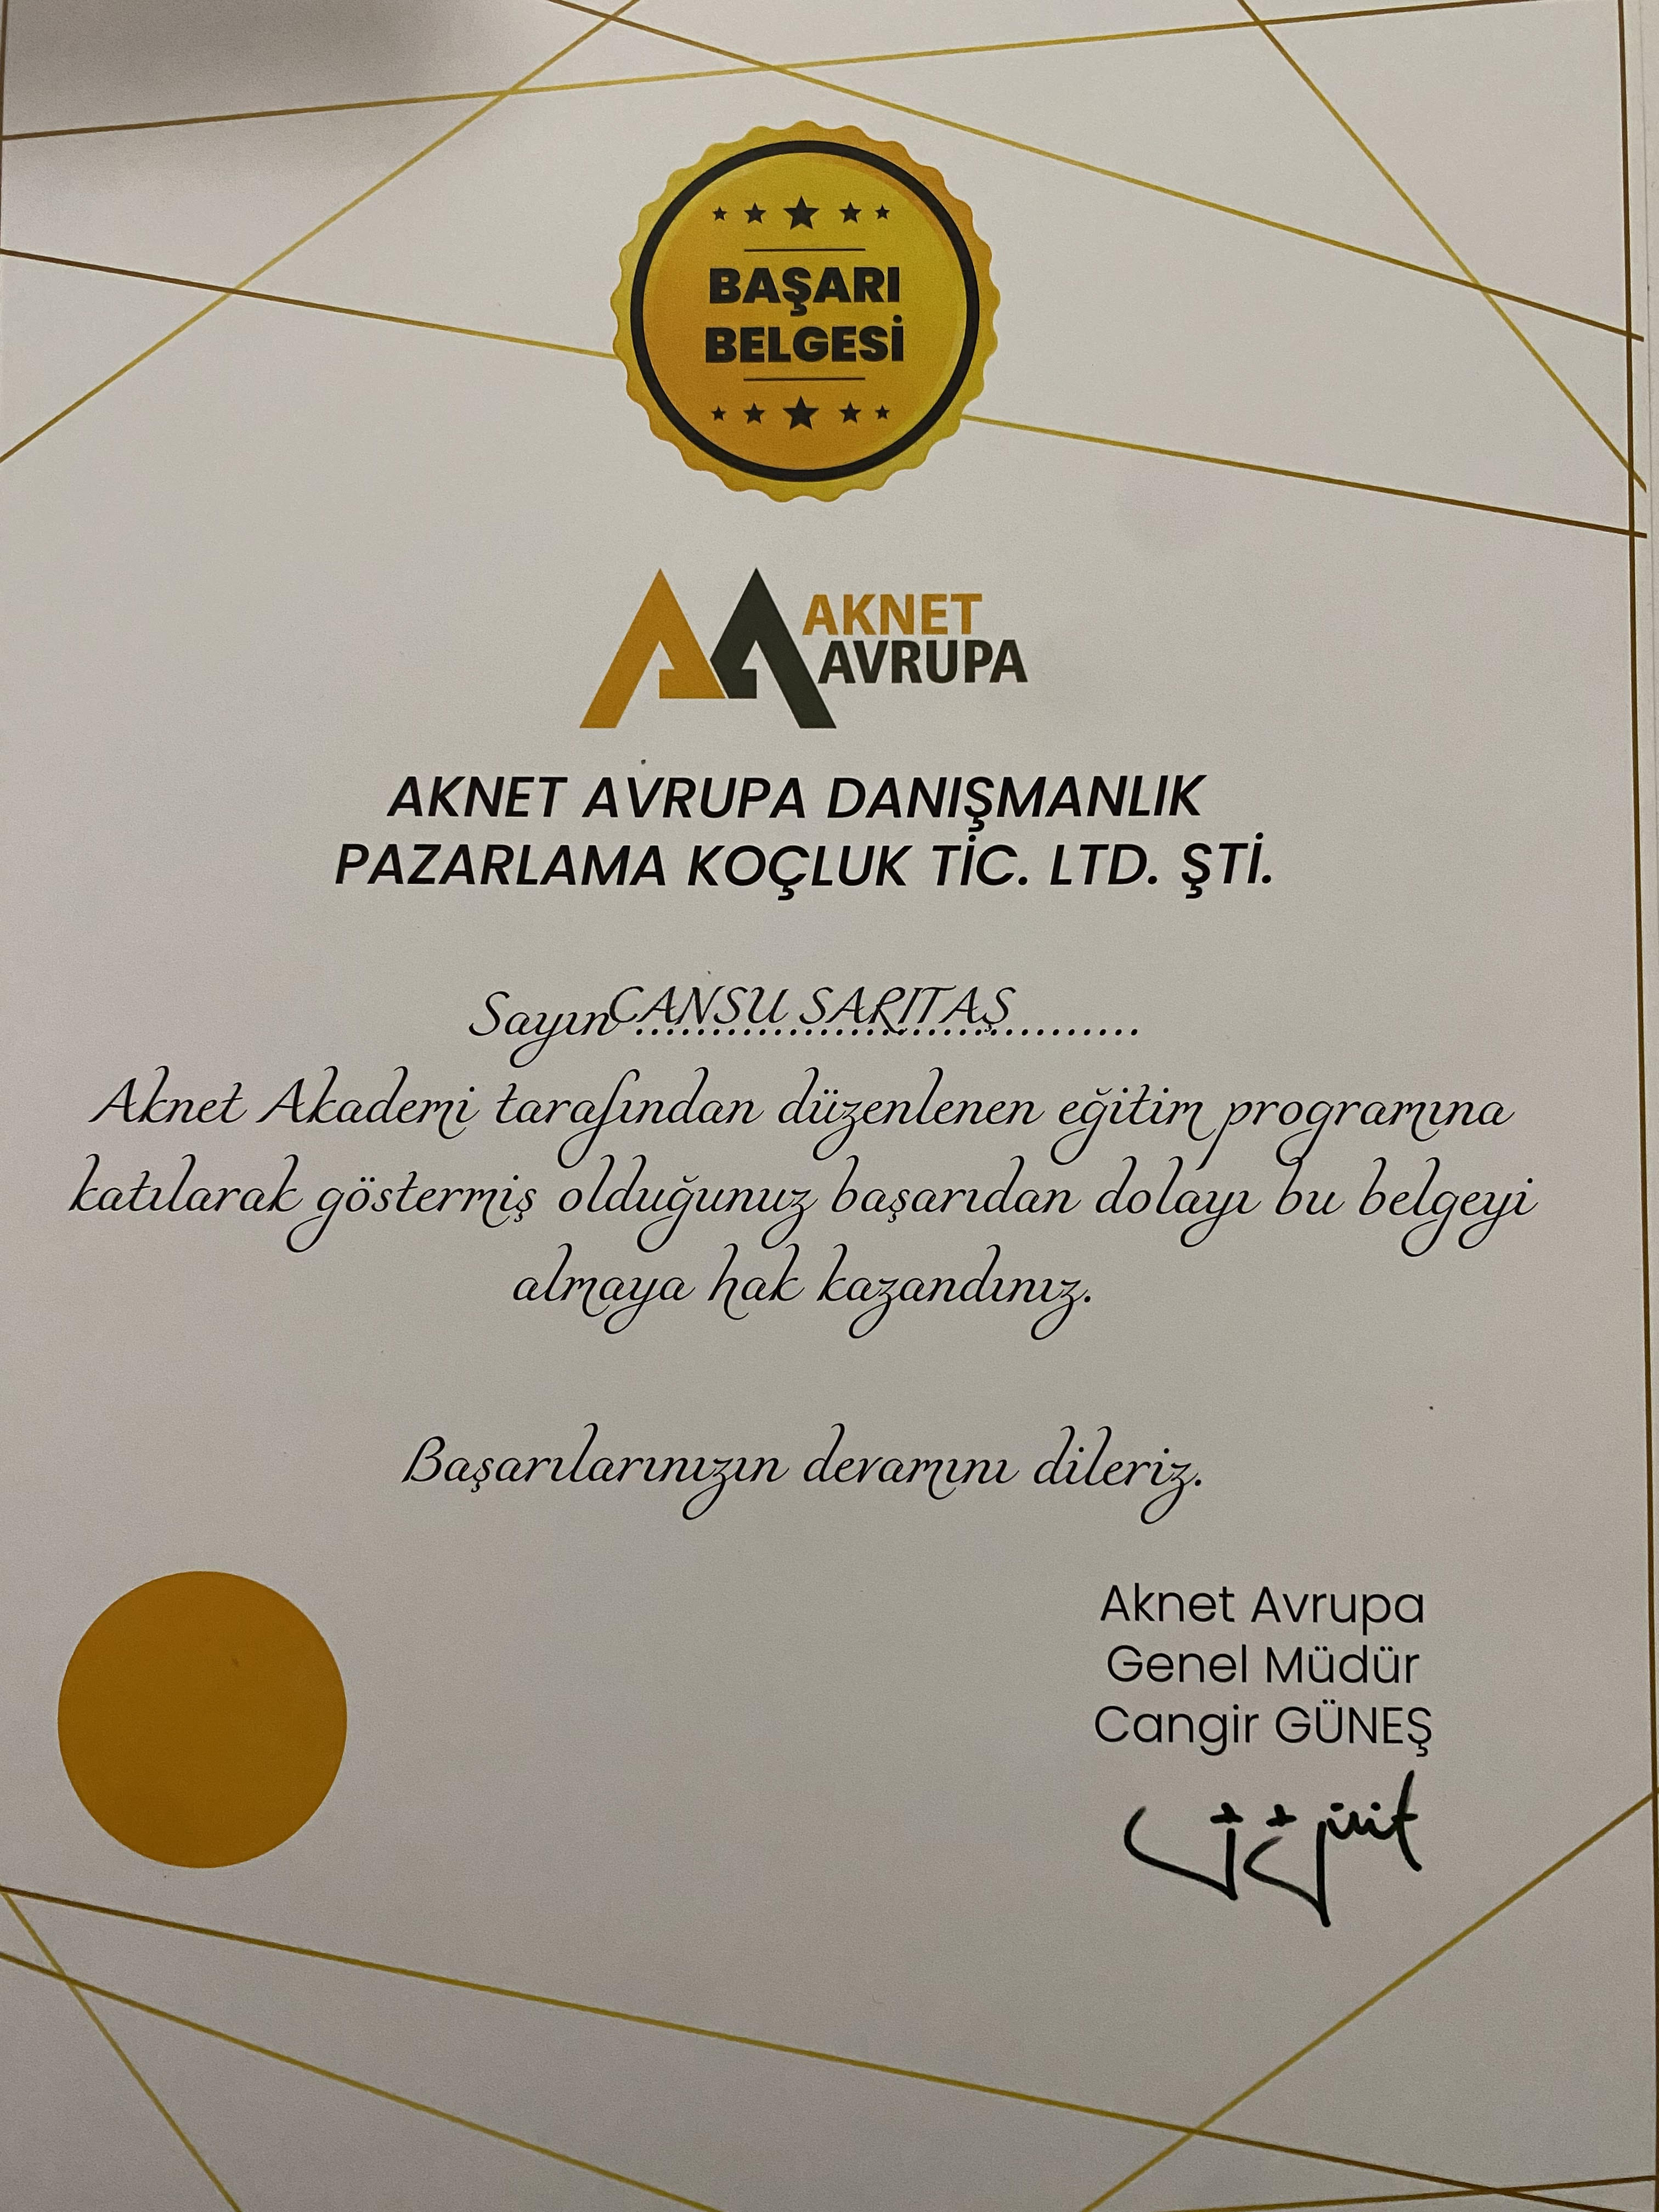 BAŞARI
BELGESİ
AKNET
AVRUPA
AKNET AVRUPA DANIŞMANLIK
PAZARLAMA KOÇLUK TİC. LTD. ŞTİ.
Sayın CANSU SARITAŞ
Aknet Akademi tarafından düzenlenen eğitim programına
katılarak göstermiş olduğunuz başarıdan dolayı bu belgeyi
almaya hak kazandınız.
Başarılarınızın devamını dileriz.
Aknet Avrupa
Genel Müdür
Cangir GÜNEŞ